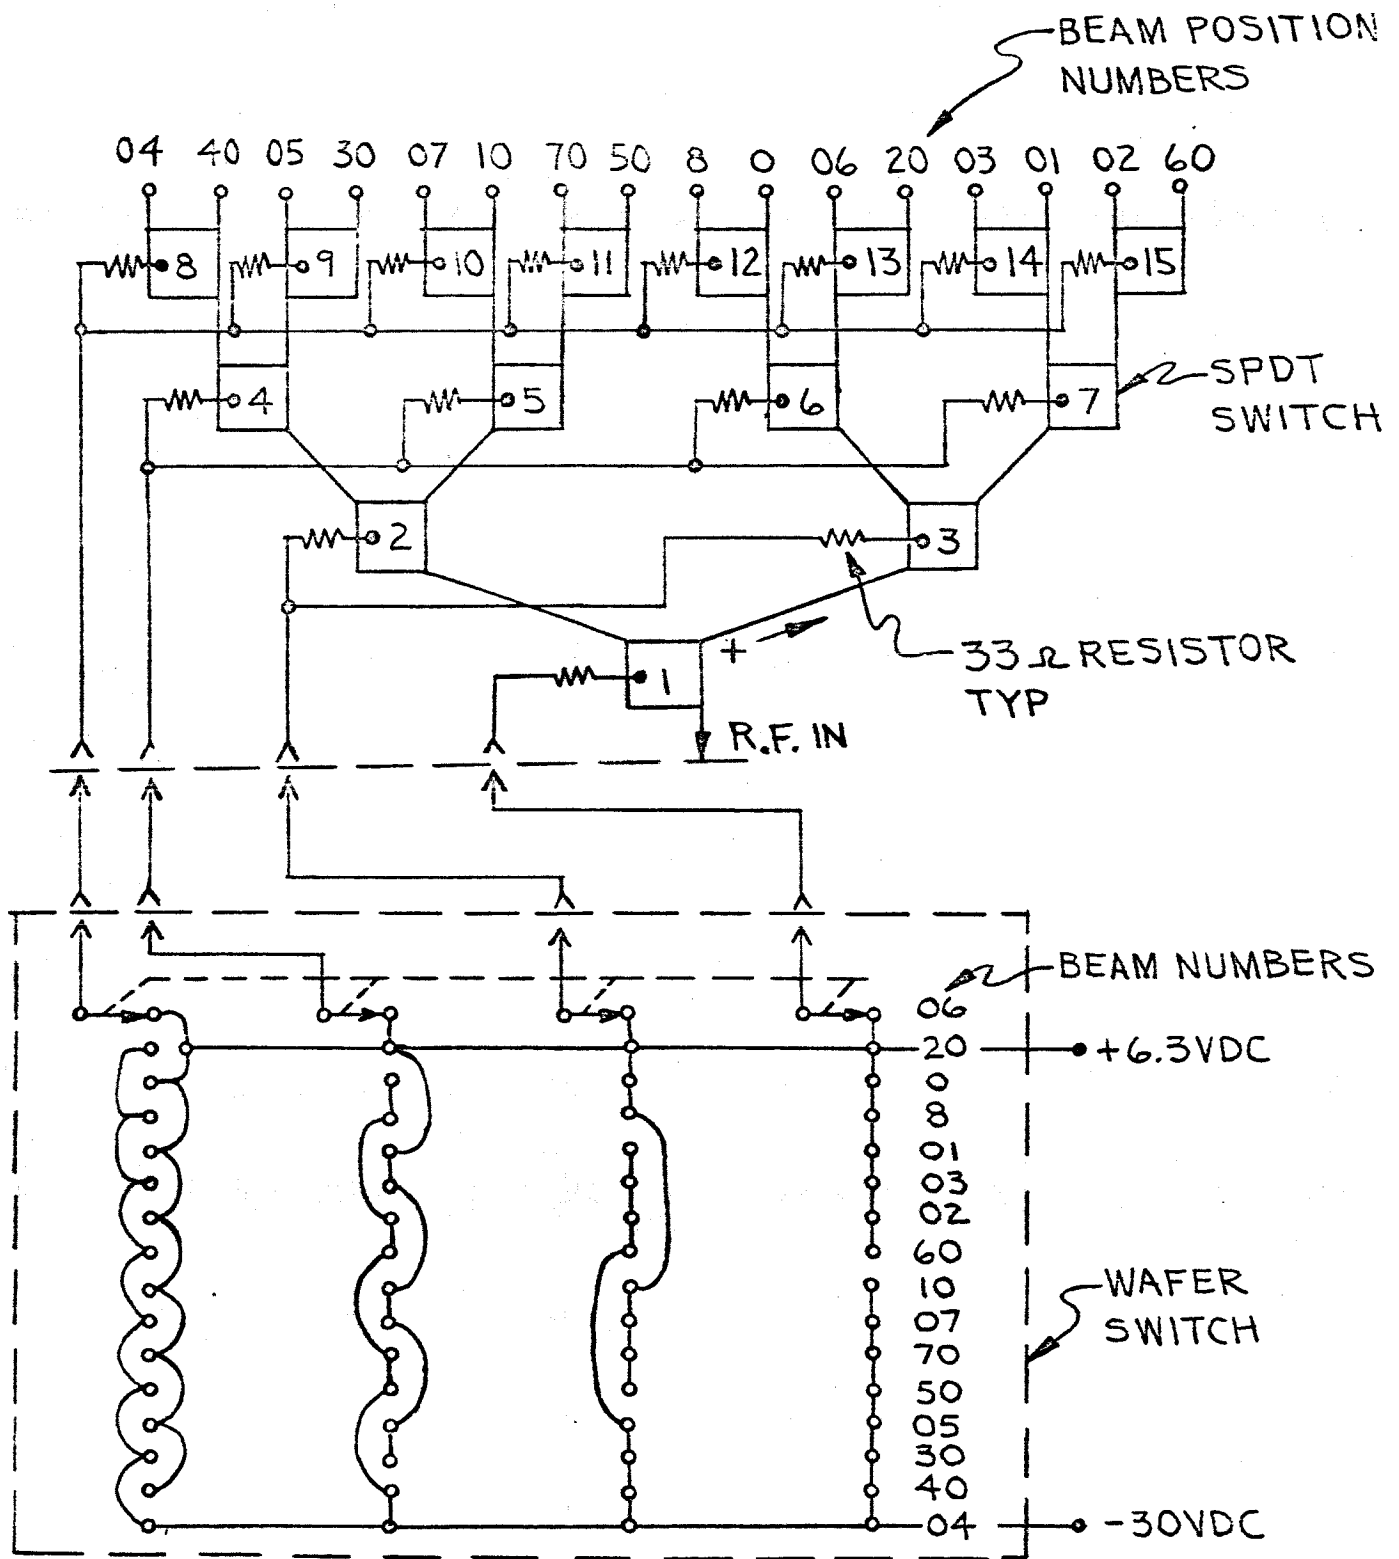 BEAM POSITION
NUMBERS
04 40 05 30 07 10 70 50 8 0 06 20 03 01 02 60
8 9 10 11 12 13 14 15
4 5 6 7
SPDT
SWITCH
2 3
+
1
33 Ω RESISTOR
TYP
R.F. IN
BEAM NUMBERS
06
20
+6.3VDC
0
8
01
03
02
60
10
07
70
50
05
30
40
04
-30VDC
WAFER
SWITCH